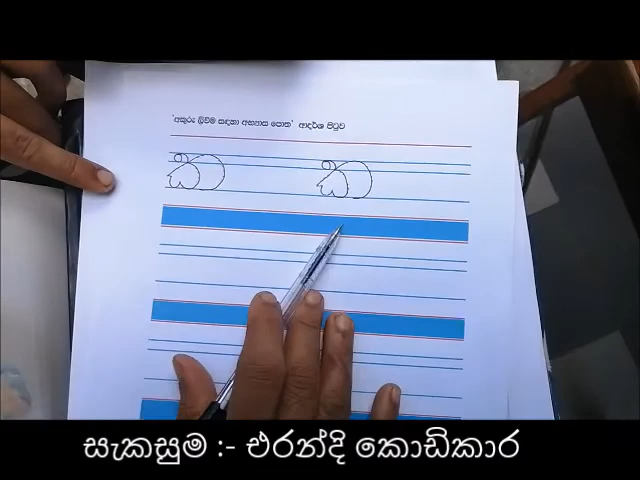 'අකුරු ලිවීම සඳහා අභ්‍යාස පොත' ආදර්ශ පිටුව
සැකසුම :- එරන්දි කොඩිකාර